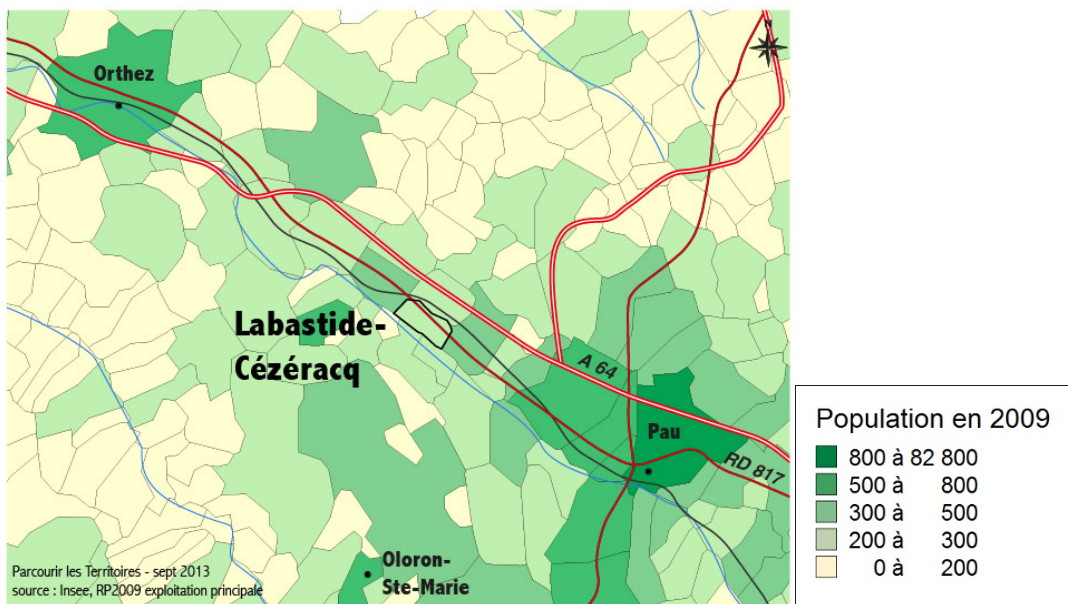 N
Orthez
Labastide-
Cézéracq
A 64
Pau
RD 817
Oloron-
Ste-Marie
Parcourir les Territoires - sept 2013
source : Insee, RP2009 exploitation principale
Population en 2009
800 à 82 800
500 à 800
300 à 500
200 à 300
0 à 200